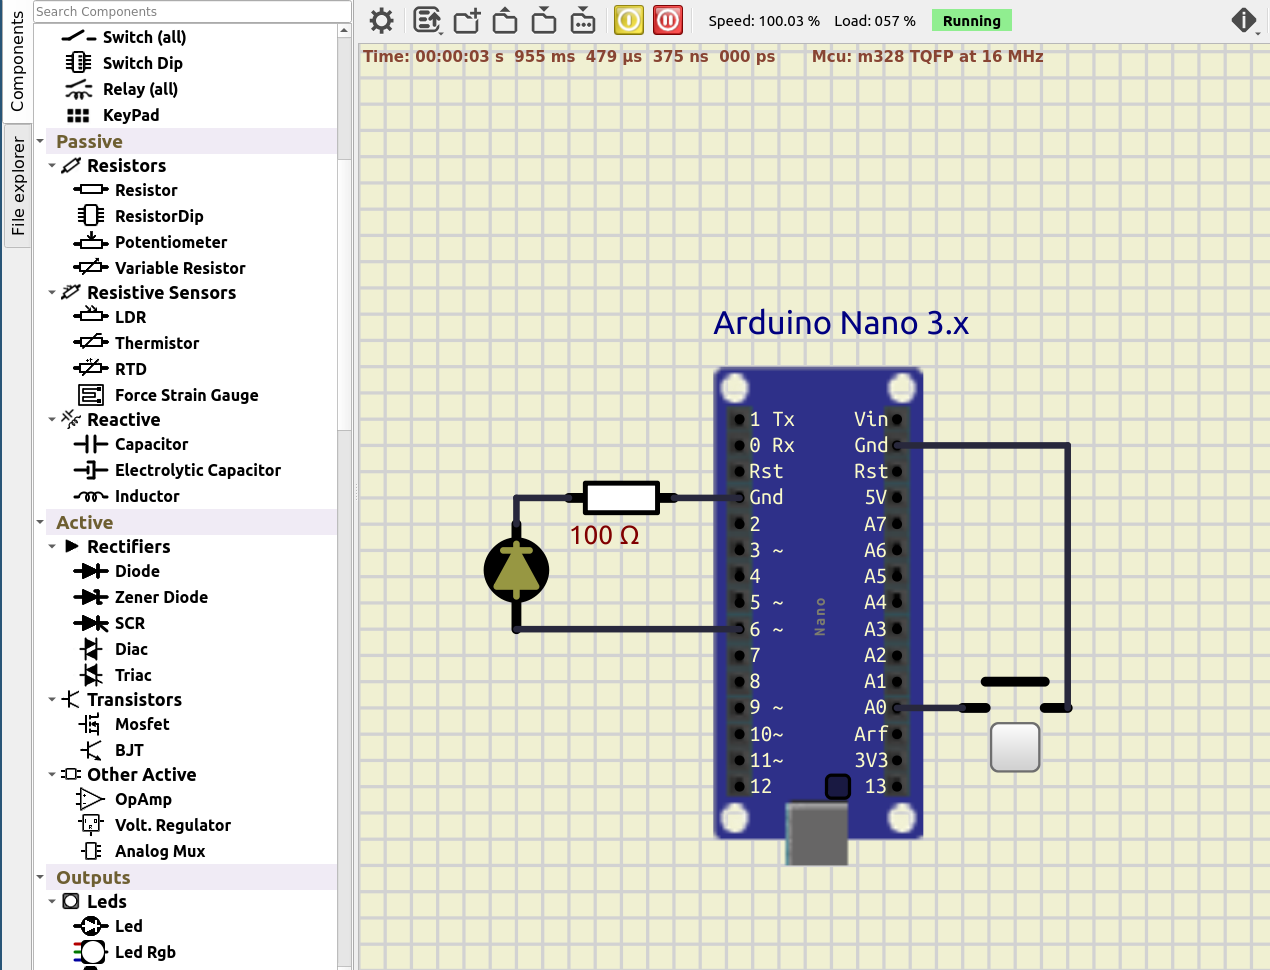 Search Components
Components
File explorer
Switch (all)
Switch Dip
Relay (all)
KeyPad
Passive
Resistors
Resistor
ResistorDip
Potentiometer
Variable Resistor
Resistive Sensors
LDR
Thermistor
RTD
Force Strain Gauge
Reactive
Capacitor
Electrolytic Capacitor
Inductor
Active
Rectifiers
Diode
Zener Diode
SCR
Diac
Triac
Transistors
Mosfet
BJT
Other Active
OpAmp
Volt. Regulator
Analog Mux
Outputs
Leds
Led
Led Rgb
Speed: 100.03 % Load: 057 % Running
Time: 00:00:03 s 955 ms 479 µs 375 ns 000 ps Mcu: m328 TQFP at 16 MHz
Arduino Nano 3.x
1 Tx Vin
0 Rx Gnd
Rst Rst
Gnd 5V
2 A7
3 ~ A6
4 A5
5 ~ A4
6 ~ A3
7 A2
8 A1
9 ~ A0
10~ Arf
11~ 3V3
12 13
Nano
100 Ω